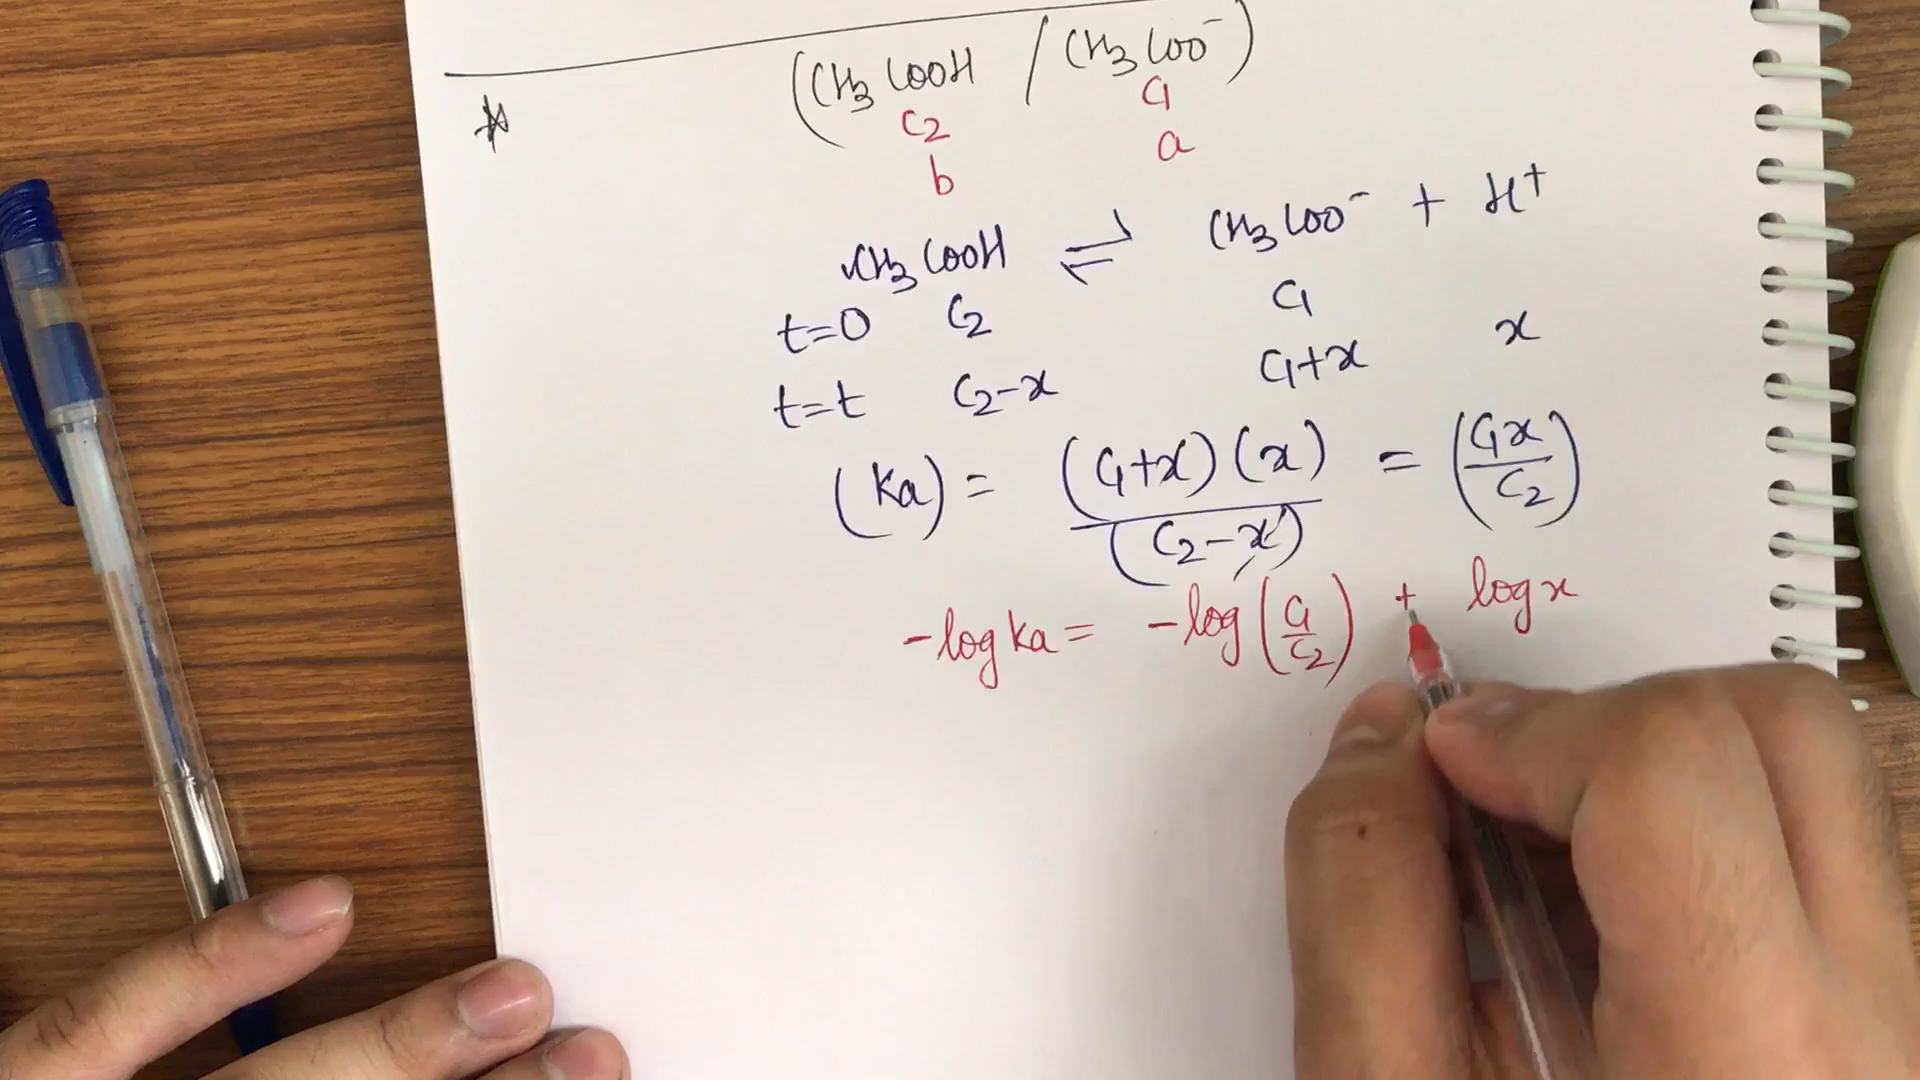 (CH3COOH / CH3COO⁻)
C2 C1
b a
CH3COOH ⇌ CH3COO⁻ + H⁺
t=0 C2 C1
t=t C2-x C1+x x
(Ka) = (C1+x)(x)/(C2-x) = (C1x/C2)
-log Ka = -log(C1/C2) + log x